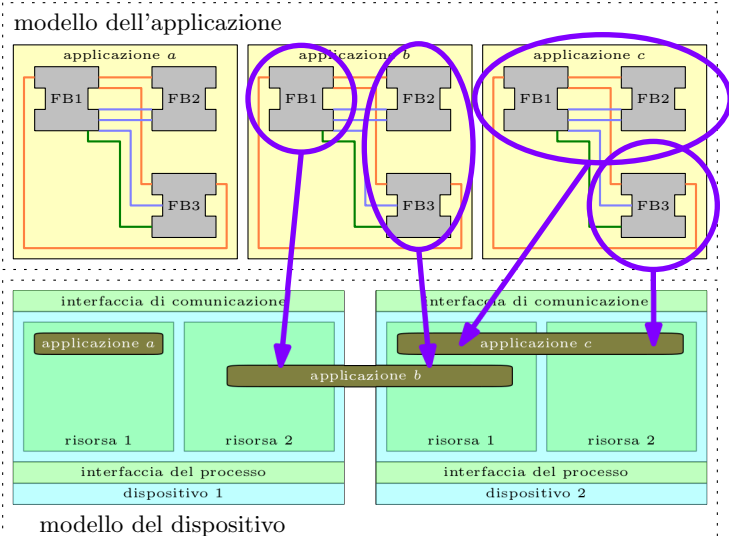 modello dell'applicazione
applicazione a
applicazione b
applicazione c
FB1
FB2
FB1
FB2
FB1
FB2
FB3
FB3
FB3
interfaccia di comunicazione
interfaccia di comunicazione
applicazione a
applicazione c
applicazione b
risorsa 1
risorsa 2
risorsa 1
risorsa 2
interfaccia del processo
interfaccia del processo
dispositivo 1
dispositivo 2
modello del dispositivo